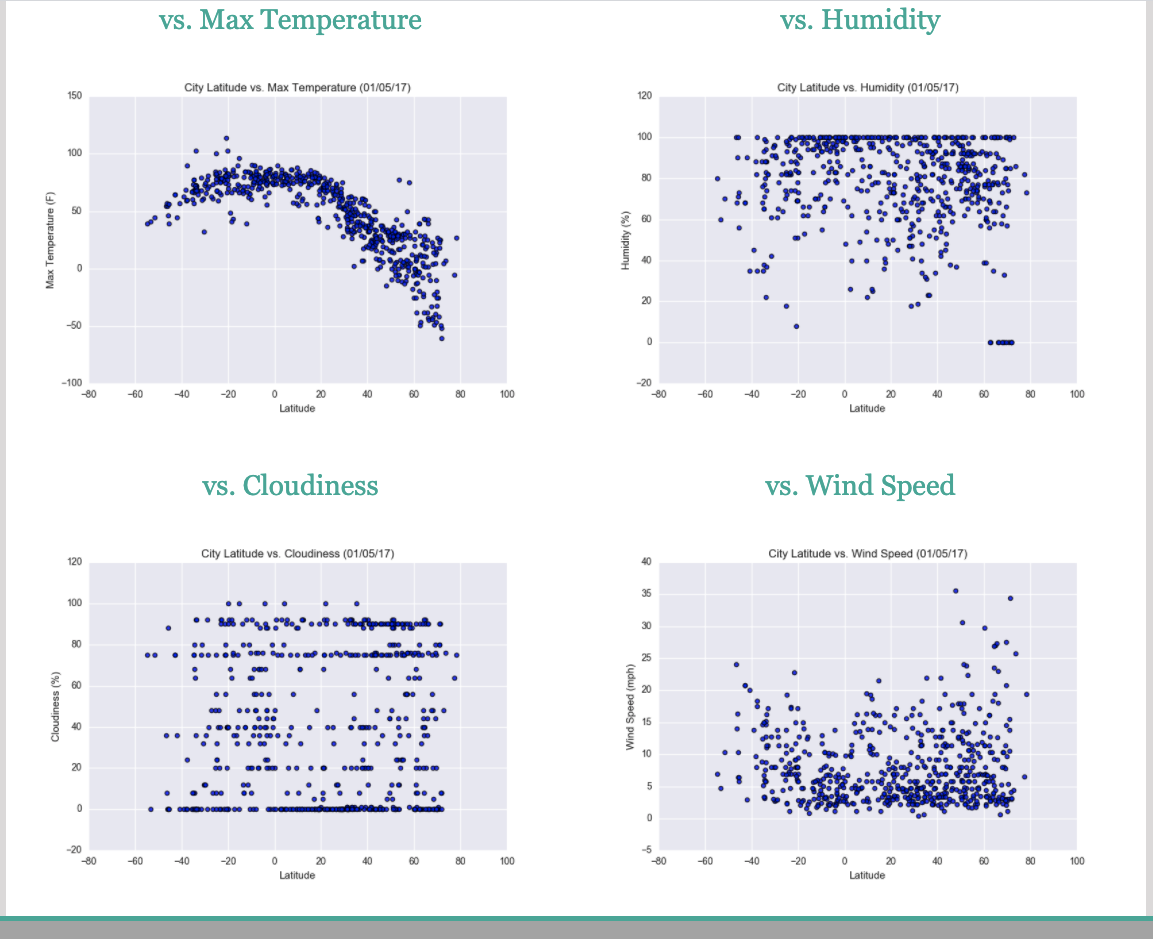 vs. Max Temperature
City Latitude vs. Max Temperature (01/05/17)
150
100
50
0
−50
−100
Max Temperature (F)
−80 −60 −40 −20 0 20 40 60 80 100
Latitude
vs. Humidity
City Latitude vs. Humidity (01/05/17)
120
100
80
60
40
20
0
−20
Humidity (%)
−80 −60 −40 −20 0 20 40 60 80 100
Latitude
vs. Cloudiness
City Latitude vs. Cloudiness (01/05/17)
120
100
80
60
40
20
0
−20
Cloudiness (%)
−80 −60 −40 −20 0 20 40 60 80 100
Latitude
vs. Wind Speed
City Latitude vs. Wind Speed (01/05/17)
40
35
30
25
20
15
10
5
0
−5
Wind Speed (mph)
−80 −60 −40 −20 0 20 40 60 80 100
Latitude